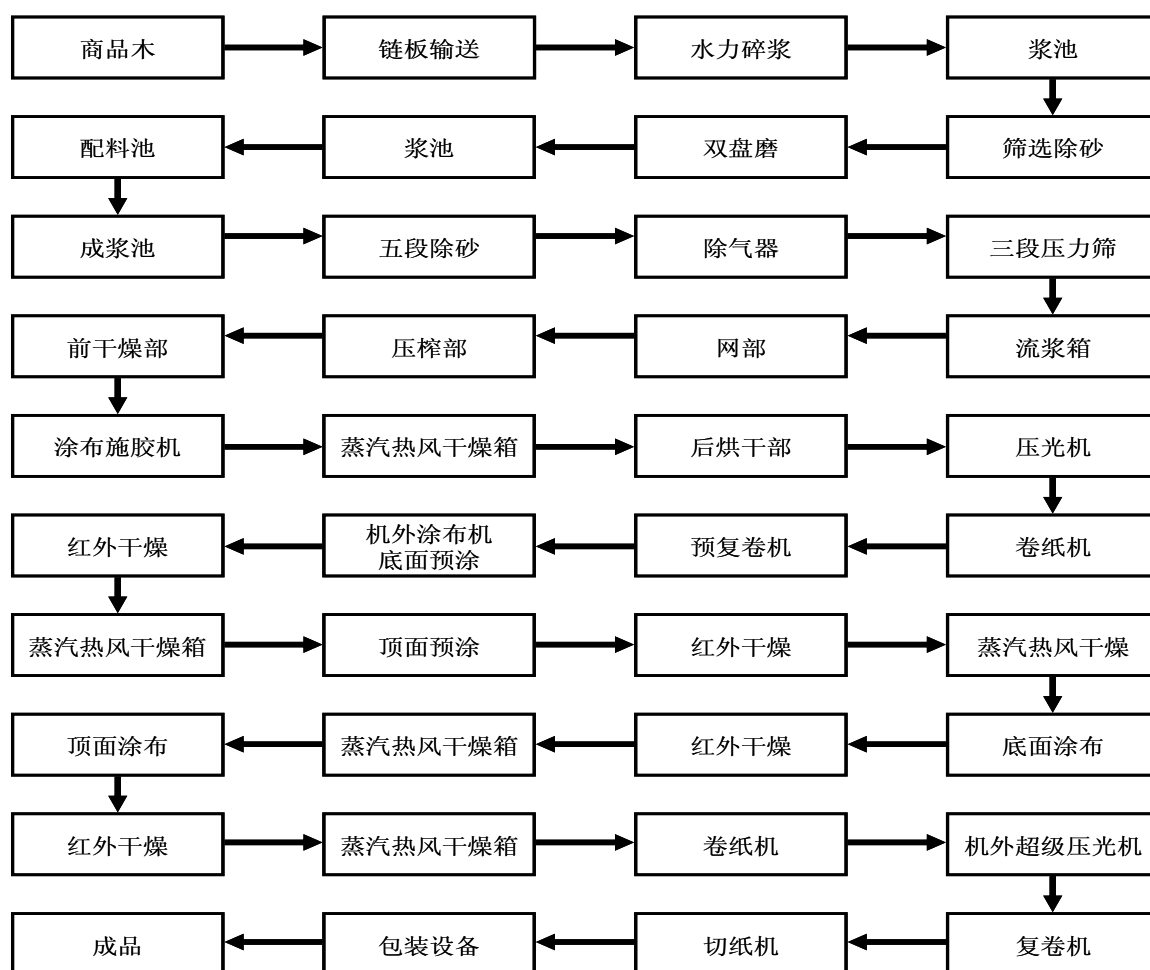 商品木
链板输送
水力碎浆
浆池
配料池
浆池
双盘磨
筛选除砂
成浆池
五段除砂
除气器
三段压力筛
前干燥部
压榨部
网部
流浆箱
涂布施胶机
蒸汽热风干燥箱
后烘干部
压光机
红外干燥
机外涂布机
底面预涂
预复卷机
卷纸机
蒸汽热风干燥箱
顶面预涂
红外干燥
蒸汽热风干燥
顶面涂布
蒸汽热风干燥箱
红外干燥
底面涂布
红外干燥
蒸汽热风干燥箱
卷纸机
机外超级压光机
成品
包装设备
切纸机
复卷机